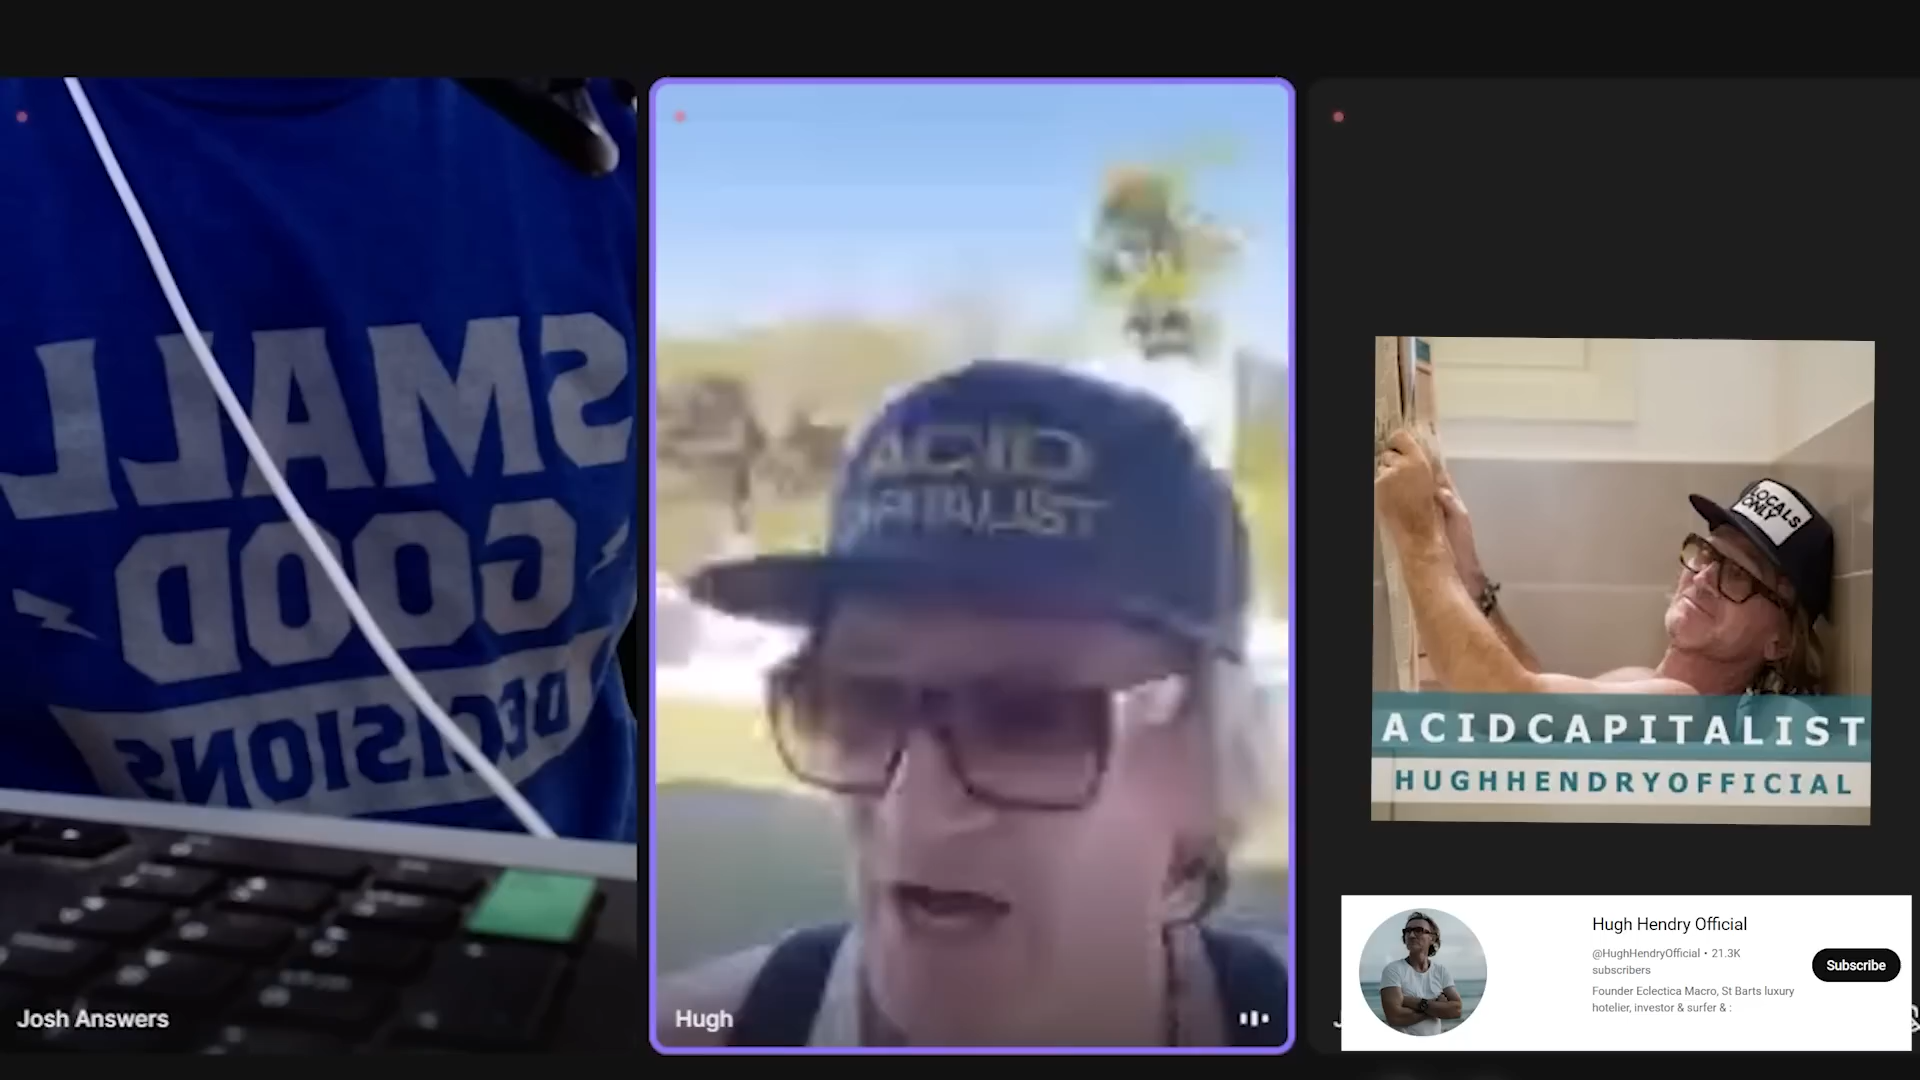 SMALL
GOOD
DECISIONS
Josh Answers
ACID
CAPITALIST
Hugh
LOCALS
ONLY
ACIDCAPITALIST
HUGHHENDRYOFFICIAL
Hugh Hendry Official
@HughHendryOfficial • 21.3K
subscribers
Founder Eclectica Macro, St Barts luxury
hotelier, investor & surfer & :
Subscribe